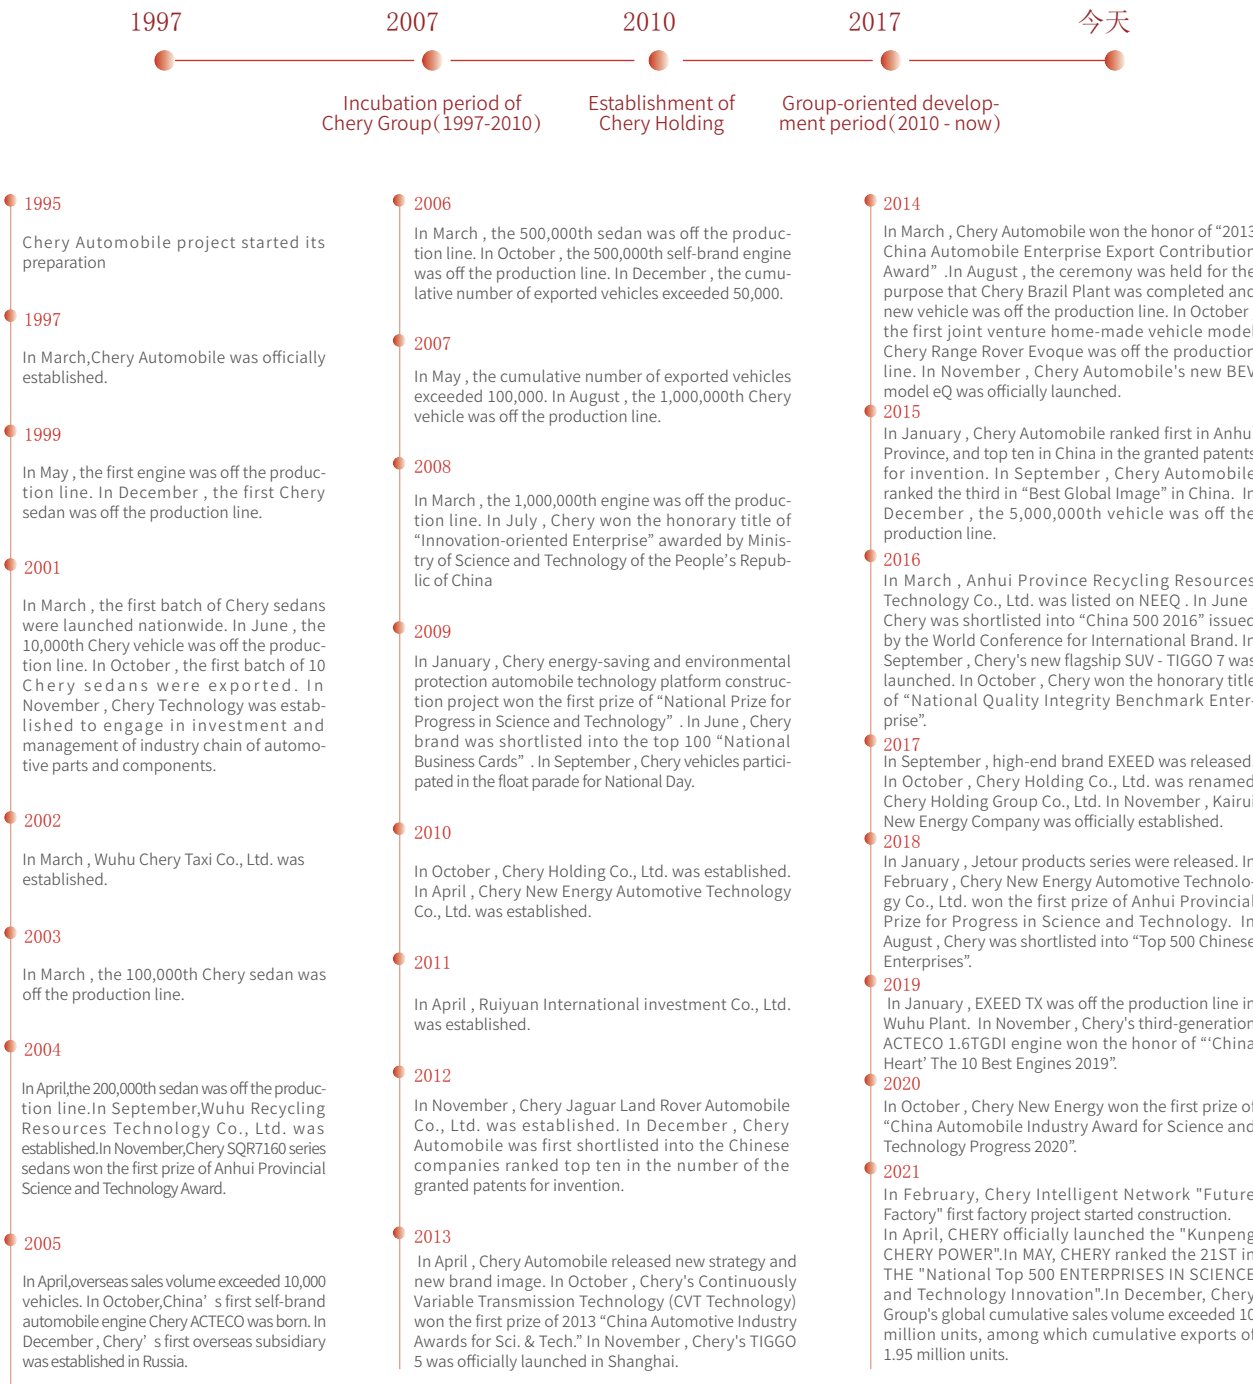 1997
2007
2010
2017
今天
Incubation period of
Chery Group(1997-2010)
Establishment of
Chery Holding
Group-oriented develop-
ment period(2010 - now)
1995
Chery Automobile project started its
preparation
1997
In March,Chery Automobile was officially
established.
1999
In May , the first engine was off the produc-
tion line. In December , the first Chery
sedan was off the production line.
2001
In March , the first batch of Chery sedans
were launched nationwide. In June , the
10,000th Chery vehicle was off the produc-
tion line. In October , the first batch of 10
Chery sedans were exported. In
November , Chery Technology was estab-
lished to engage in investment and
management of industry chain of automo-
tive parts and components.
2002
In March , Wuhu Chery Taxi Co., Ltd. was
established.
2003
In March , the 100,000th Chery sedan was
off the production line.
2004
In April,the 200,000th sedan was off the produc-
tion line.In September,Wuhu Recycling
Resources Technology Co., Ltd. was
established.In November,Chery SQR7160 series
sedans won the first prize of Anhui Provincial
Science and Technology Award.
2005
In April,overseas sales volume exceeded 10,000
vehicles. In October,China’ s first self-brand
automobile engine Chery ACTECO was born. In
December , Chery’ s first overseas subsidiary
was established in Russia.
2006
In March , the 500,000th sedan was off the produc-
tion line. In October , the 500,000th self-brand engine
was off the production line. In December , the cumu-
lative number of exported vehicles exceeded 50,000.
2007
In May , the cumulative number of exported vehicles
exceeded 100,000. In August , the 1,000,000th Chery
vehicle was off the production line.
2008
In March , the 1,000,000th engine was off the produc-
tion line. In July , Chery won the honorary title of
“Innovation-oriented Enterprise” awarded by Minis-
try of Science and Technology of the People’s Repub-
lic of China
2009
In January , Chery energy-saving and environmental
protection automobile technology platform construc-
tion project won the first prize of “National Prize for
Progress in Science and Technology” . In June , Chery
brand was shortlisted into the top 100 “National
Business Cards” . In September , Chery vehicles partici-
pated in the float parade for National Day.
2010
In October , Chery Holding Co., Ltd. was established.
In April , Chery New Energy Automotive Technology
Co., Ltd. was established.
2011
In April , Ruiyuan International investment Co., Ltd.
was established.
2012
In November , Chery Jaguar Land Rover Automobile
Co., Ltd. was established. In December , Chery
Automobile was first shortlisted into the Chinese
companies ranked top ten in the number of the
granted patents for invention.
2013
In April , Chery Automobile released new strategy and
new brand image. In October , Chery's Continuously
Variable Transmission Technology (CVT Technology)
won the first prize of 2013 “China Automotive Industry
Awards for Sci. & Tech.” In November , Chery's TIGGO
5 was officially launched in Shanghai.
2014
In March , Chery Automobile won the honor of “2013
China Automobile Enterprise Export Contribution
Award” .In August , the ceremony was held for the
purpose that Chery Brazil Plant was completed and
new vehicle was off the production line. In October ,
the first joint venture home-made vehicle model
Chery Range Rover Evoque was off the production
line. In November , Chery Automobile's new BEV
model eQ was officially launched.
2015
In January , Chery Automobile ranked first in Anhui
Province, and top ten in China in the granted patents
for invention. In September , Chery Automobile
ranked the third in “Best Global Image” in China. In
December , the 5,000,000th vehicle was off the
production line.
2016
In March , Anhui Province Recycling Resources
Technology Co., Ltd. was listed on NEEQ . In June ,
Chery was shortlisted into “China 500 2016” issued
by the World Conference for International Brand. In
September , Chery's new flagship SUV - TIGGO 7 was
launched. In October , Chery won the honorary title
of “National Quality Integrity Benchmark Enter-
prise”.
2017
In September , high-end brand EXEED was released.
In October , Chery Holding Co., Ltd. was renamed
Chery Holding Group Co., Ltd. In November , Kairui
New Energy Company was officially established.
2018
In January , Jetour products series were released. In
February , Chery New Energy Automotive Technolo-
gy Co., Ltd. won the first prize of Anhui Provincial
Prize for Progress in Science and Technology. In
August , Chery was shortlisted into “Top 500 Chinese
Enterprises”.
2019
In January , EXEED TX was off the production line in
Wuhu Plant. In November , Chery's third-generation
ACTECO 1.6TGDI engine won the honor of “‘China
Heart’ The 10 Best Engines 2019”.
2020
In October , Chery New Energy won the first prize of
“China Automobile Industry Award for Science and
Technology Progress 2020”.
2021
In February, Chery Intelligent Network "Future
Factory" first factory project started construction.
In April, CHERY officially launched the "Kunpeng
CHERY POWER".In MAY, CHERY ranked the 21ST in
THE "National Top 500 ENTERPRISES IN SCIENCE
and Technology Innovation".In December, Chery
Group's global cumulative sales volume exceeded 10
million units, among which cumulative exports of
1.95 million units.